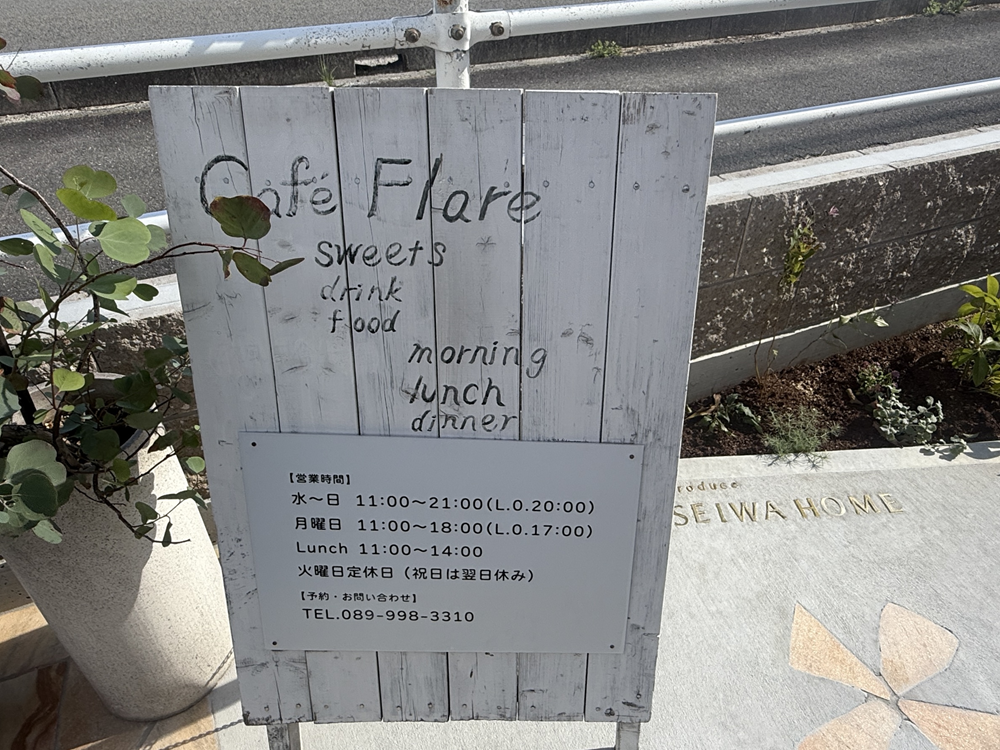 Café Flare
sweets
drink
food
morning
lunch
dinner
【営業時間】
水～日 11:00～21:00(L.O.20:00)
月曜日 11:00～18:00(L.O.17:00)
Lunch 11:00～14:00
火曜日定休日（祝日は翌日休み）
【予約・お問い合わせ】
TEL.089-998-3310
roduce
SEIWA HOME